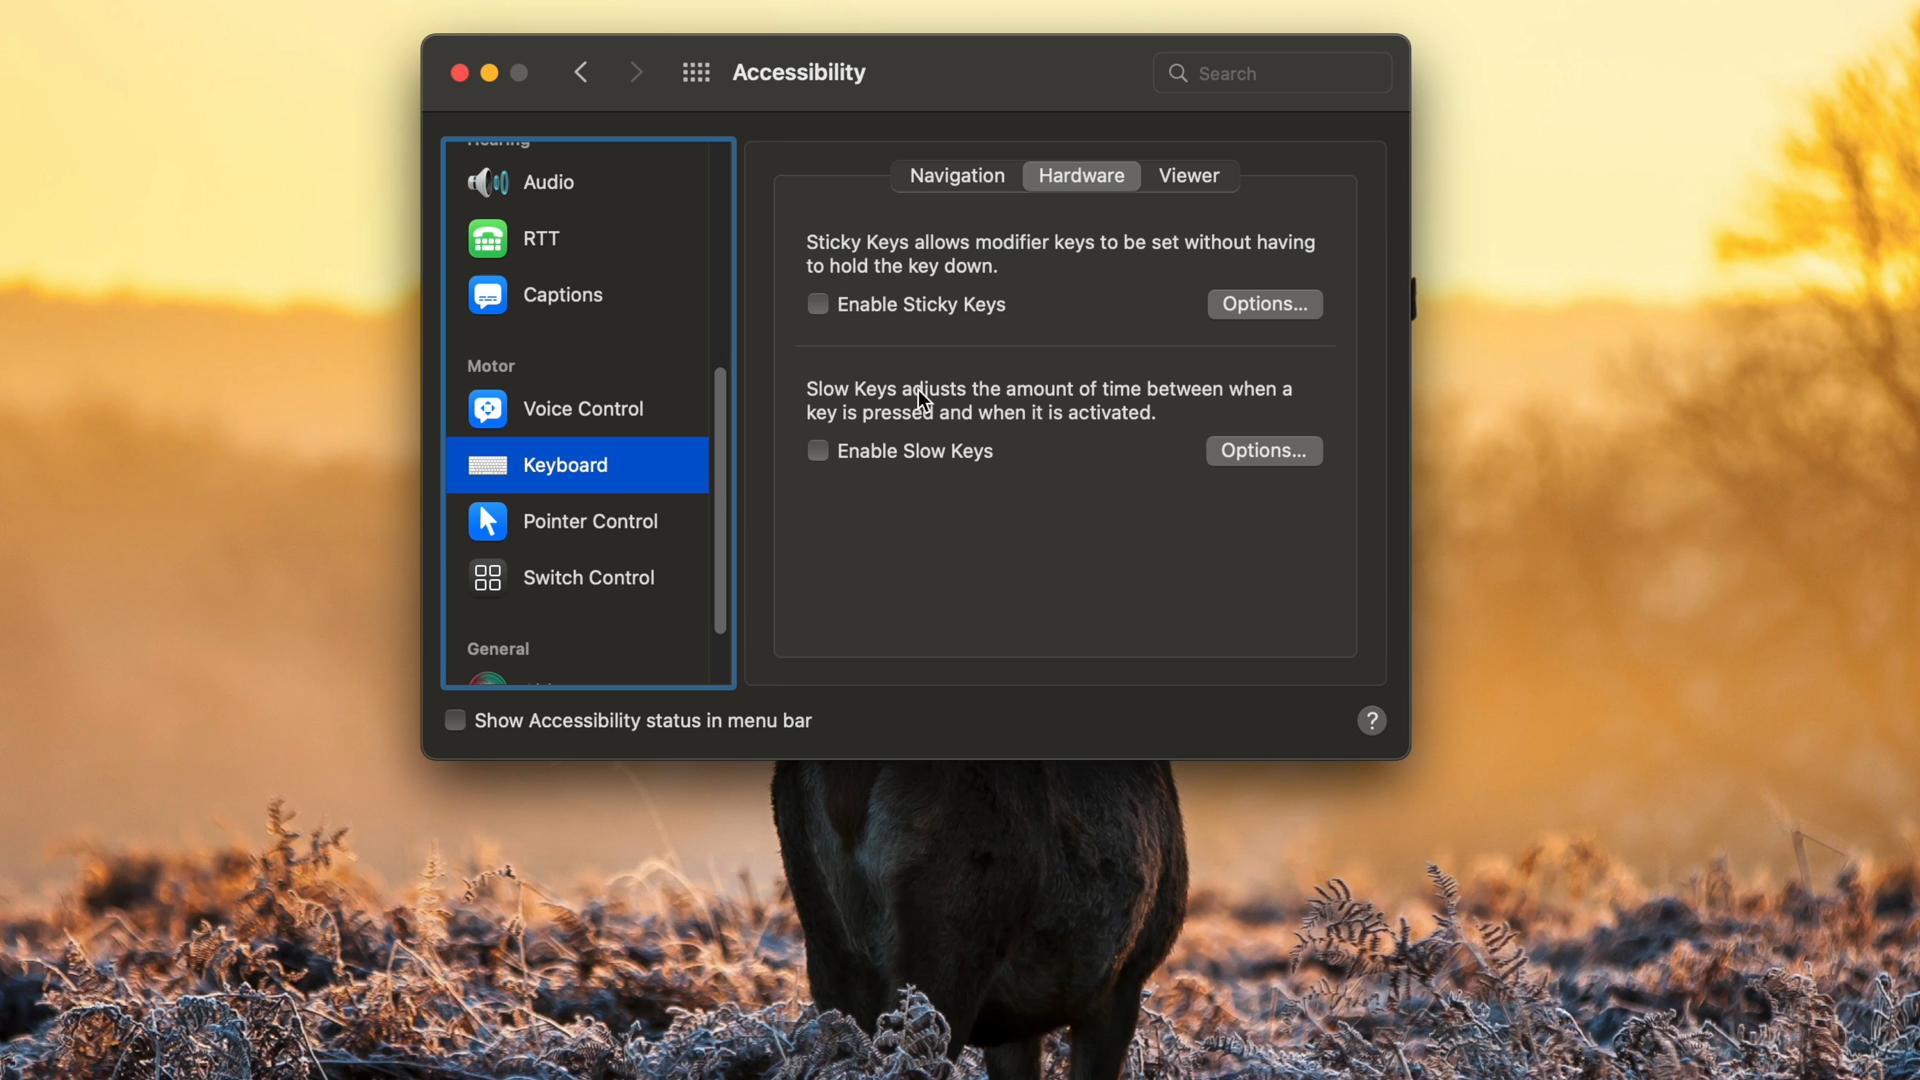 Accessibility
Search
Hearing
Audio
RTT
Captions
Motor
Voice Control
Keyboard
Pointer Control
Switch Control
General
Navigation
Hardware
Viewer
Sticky Keys allows modifier keys to be set without having
to hold the key down.
Enable Sticky Keys
Options...
Slow Keys adjusts the amount of time between when a
key is pressed and when it is activated.
Enable Slow Keys
Options...
Show Accessibility status in menu bar
?